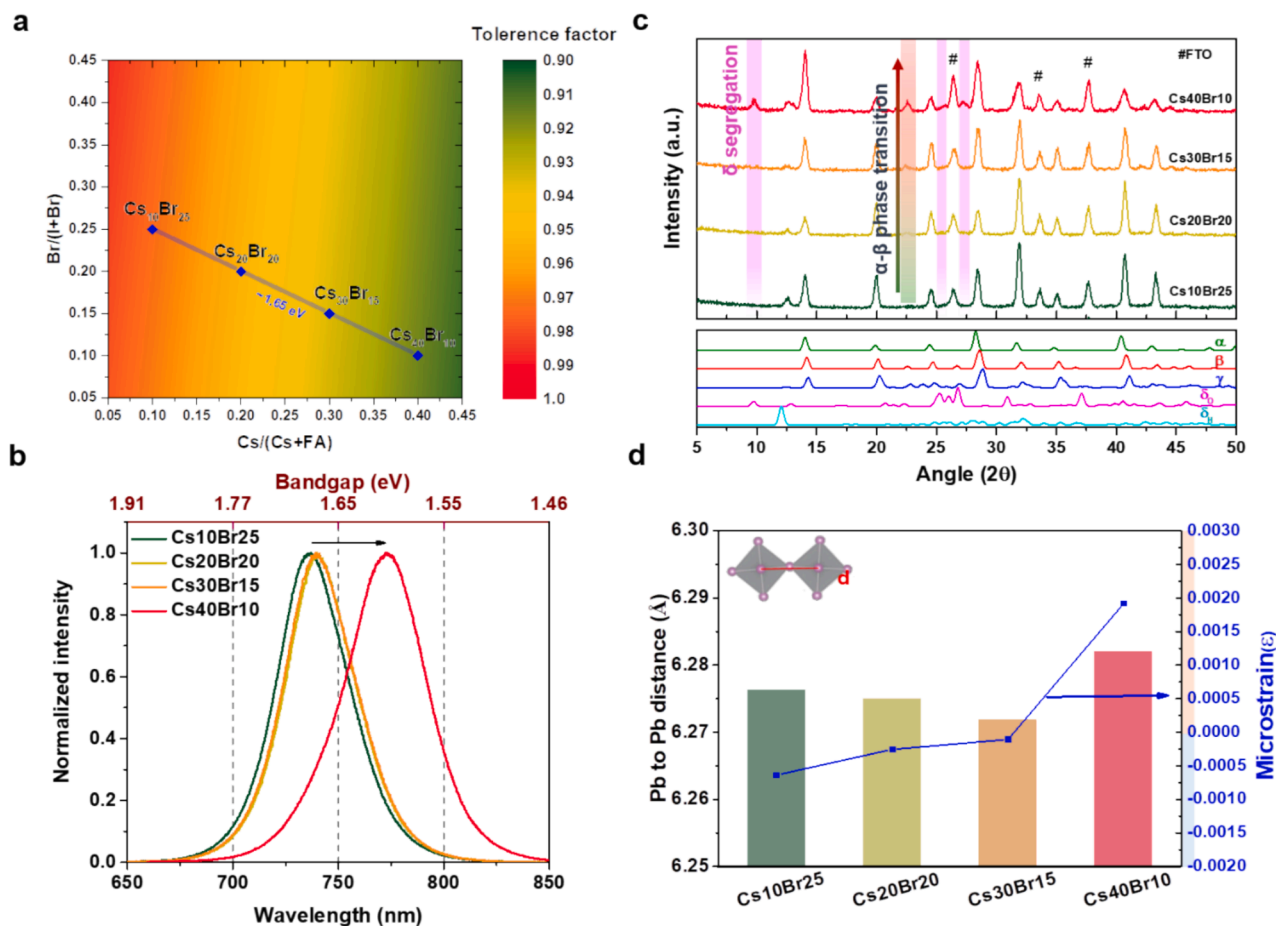 a
Tolerence factor
0.45
0.40
0.35
0.30
0.25
0.20
0.15
0.10
0.05
Br/(I+Br)
Cs10Br25
Cs20Br20
Cs30Br15
Cs40Br10
~1.65 eV
0.05 0.10 0.15 0.20 0.25 0.30 0.35 0.40 0.45
Cs/(Cs+FA)
0.90
0.91
0.92
0.93
0.94
0.95
0.96
0.97
0.98
0.99
1.0
c
Intensity (a.u.)
δ segregation
α-β phase transition
# # #
#FTO
Cs40Br10
Cs30Br15
Cs20Br20
Cs10Br25
α
β
γ
δO
δH
5 10 15 20 25 30 35 40 45 50
Angle (2θ)
b
Bandgap (eV)
1.91 1.77 1.65 1.55 1.46
Cs10Br25
Cs20Br20
Cs30Br15
Cs40Br10
1.0
0.8
0.6
0.4
0.2
0.0
Normalized intensity
650 700 750 800 850
Wavelength (nm)
d
6.30
6.29
6.28
6.27
6.26
6.25
Pb to Pb distance (Å)
d
0.0030
0.0025
0.0020
0.0015
0.0010
0.0005
0.0000
-0.0005
-0.0010
-0.0015
-0.0020
Microstrain(ε)
Cs10Br25 Cs20Br20 Cs30Br15 Cs40Br10